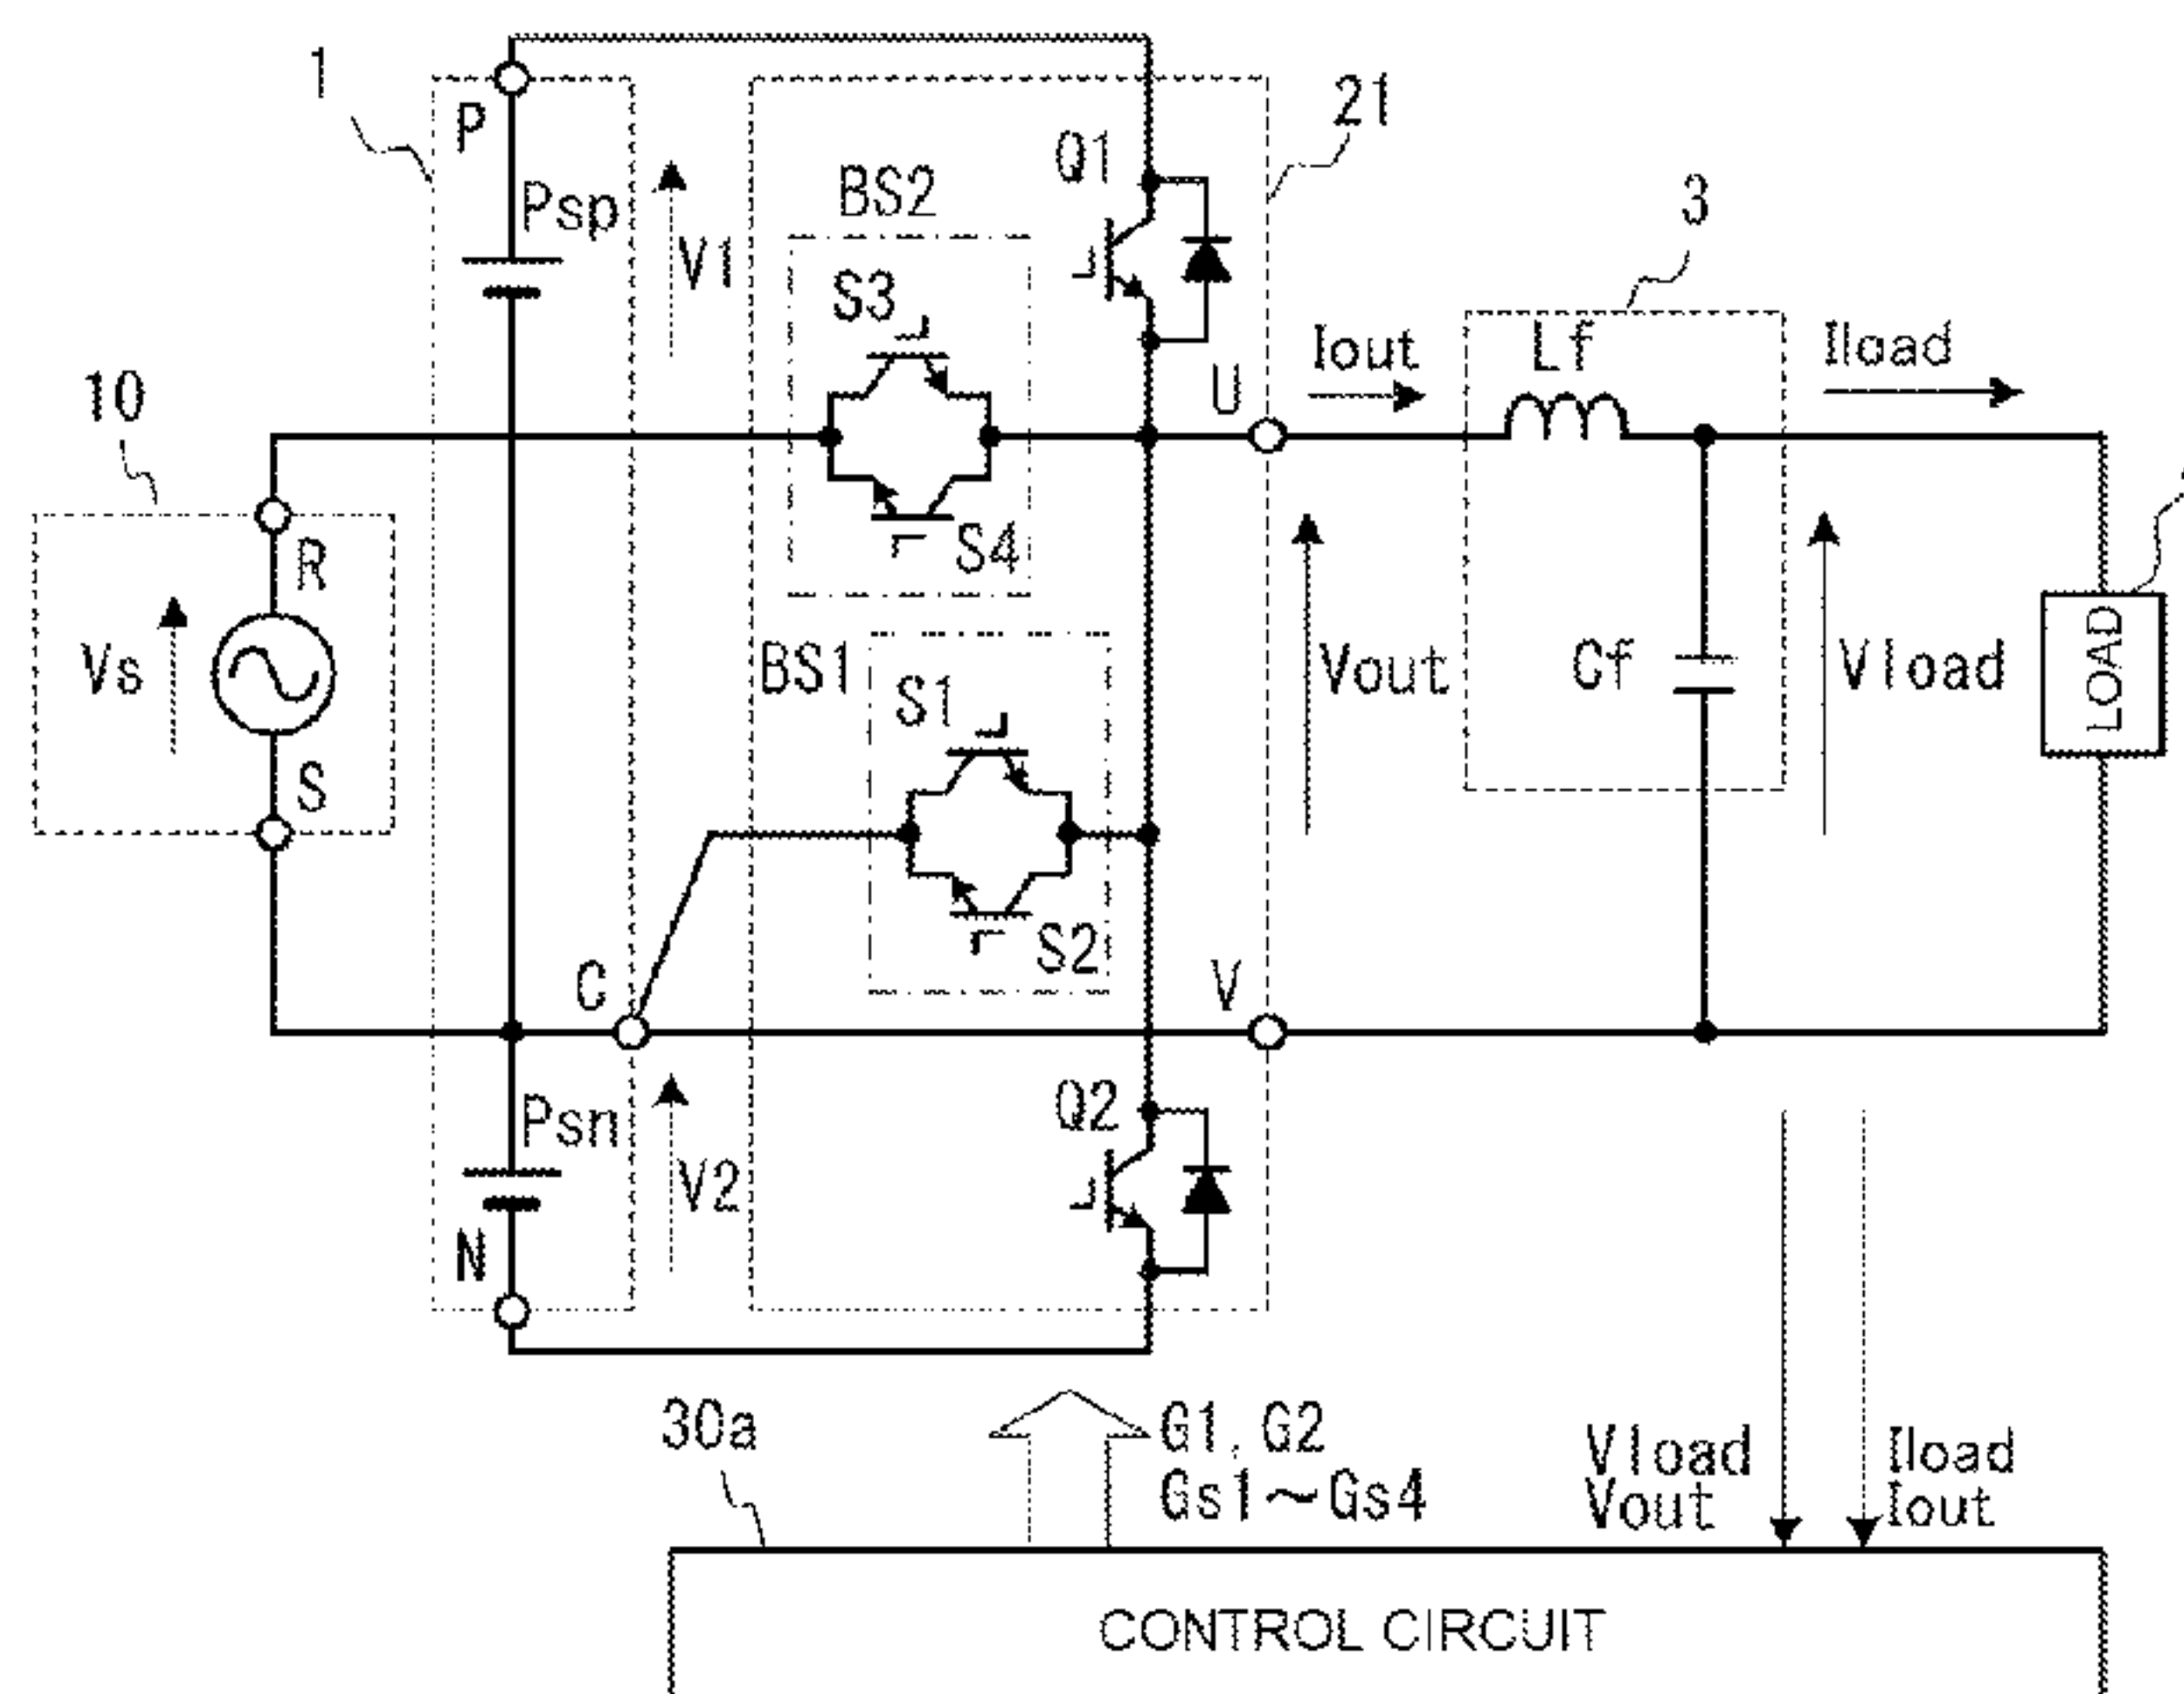 1
P
Psp
V1
BS2
Q1
21
S3
3
Iout
Lf
Iload
U
10
R
S4
Vs
BS1
S1
Vout
Cf
Vload
LOAD
S
S2
C
V
Psn
Q2
V2
N
30a
G1, G2
Gs1～Gs4
Vload
Vout
Iload
Iout
CONTROL CIRCUIT